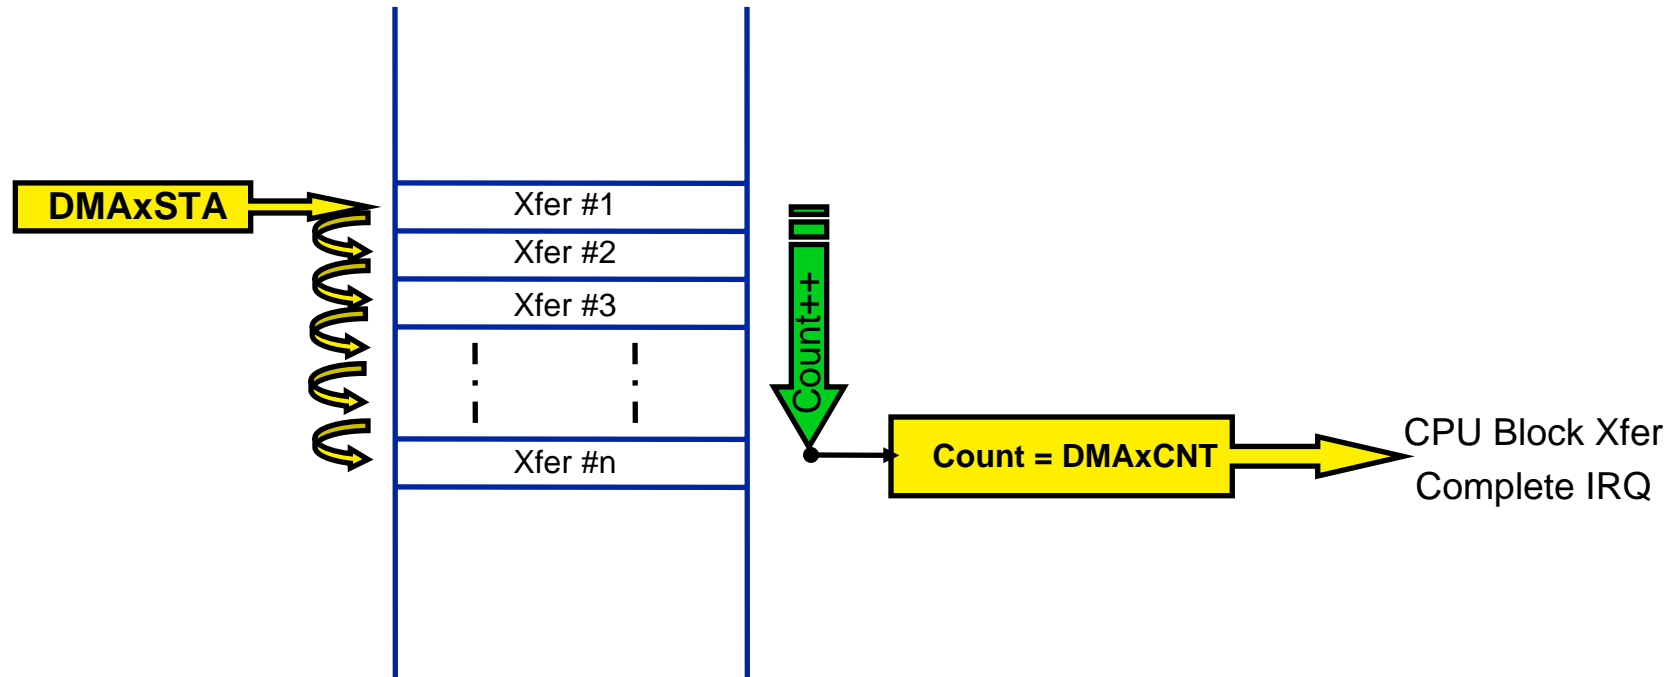 DMAxSTA
Xfer #1
Xfer #2
Xfer #3
Xfer #n
Count++
Count = DMAxCNT
CPU Block Xfer
Complete IRQ